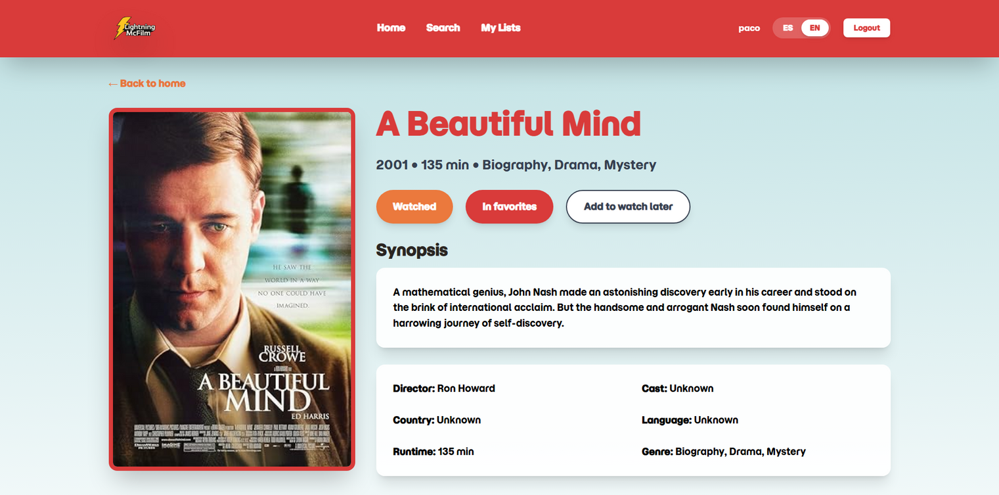 Lightning
McFilm
Home Search My Lists
paco ES EN Logout
← Back to home
HE SAW THE
WORLD IN A WAY
NO ONE COULD HAVE
IMAGINED.
RUSSELL
CROWE
A BEAUTIFUL
MIND
ED HARRIS
A Beautiful Mind
2001 • 135 min • Biography, Drama, Mystery
Watched In favorites Add to watch later
Synopsis
A mathematical genius, John Nash made an astonishing discovery early in his career and stood on
the brink of international acclaim. But the handsome and arrogant Nash soon found himself on a
harrowing journey of self-discovery.
Director: Ron Howard Cast: Unknown
Country: Unknown Language: Unknown
Runtime: 135 min Genre: Biography, Drama, Mystery